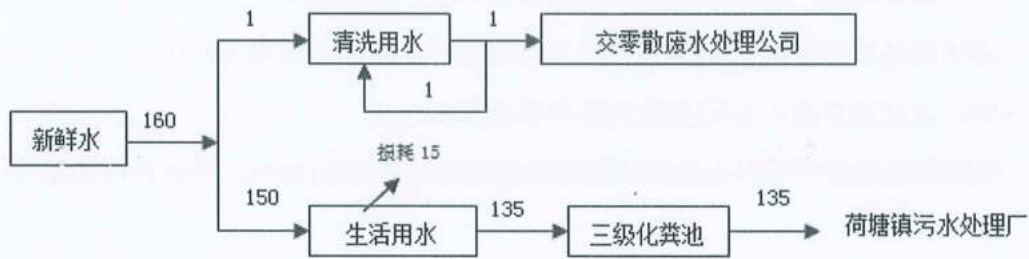 1
清洗用水
1
交零散废水处理公司
1
新鲜水
160
损耗 15
150
生活用水
135
三级化粪池
135
荷塘镇污水处理厂